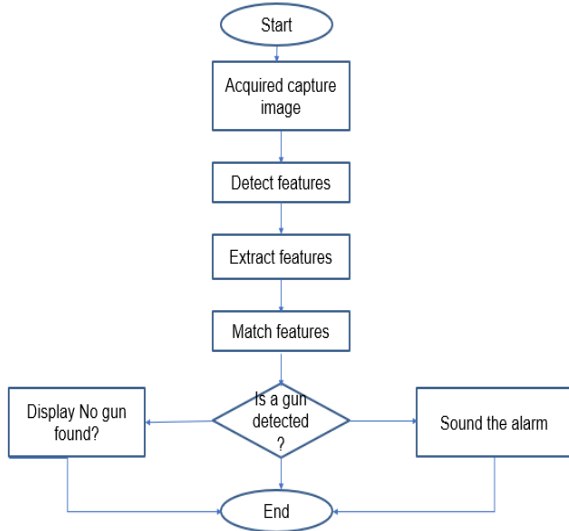 Start
Acquired capture
image
Detect features
Extract features
Match features
Is a gun
detected
?
Display No gun
found?
Sound the alarm
End